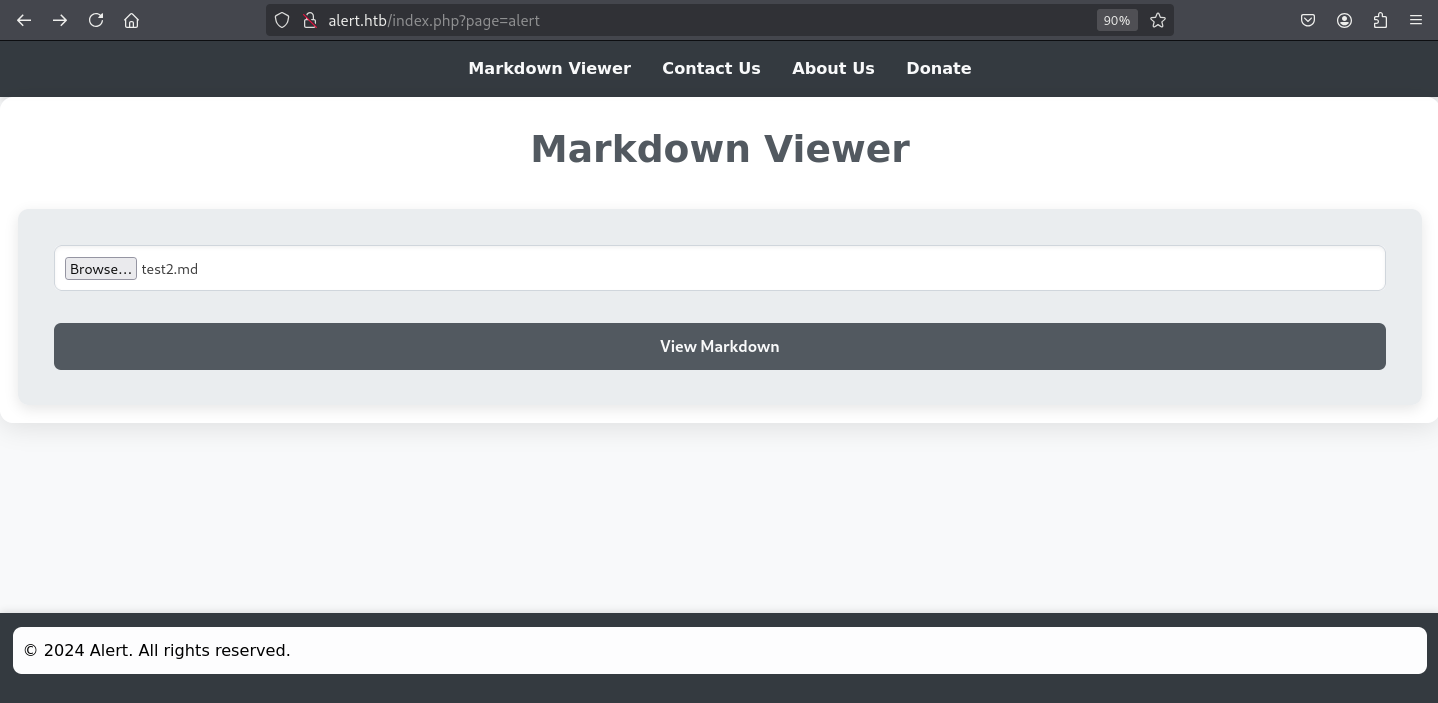 alert.htb/index.php?page=alert 90%
Markdown Viewer Contact Us About Us Donate
Markdown Viewer
Browse... test2.md
View Markdown
© 2024 Alert. All rights reserved.